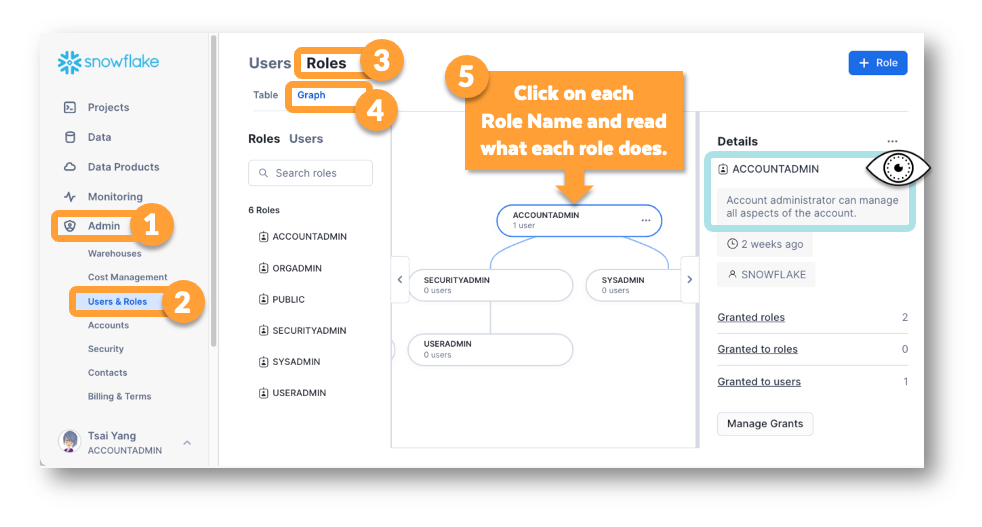 snowflake
Projects
Data
Data Products
Monitoring
Admin
1
Warehouses
Cost Management
Users & Roles
2
Accounts
Security
Contacts
Billing & Terms
Tsai Yang
ACCOUNTADMIN
Users Roles
3
+ Role
Table Graph
4
5
Click on each
Role Name and read
what each role does.
Roles Users
Search roles
6 Roles
ACCOUNTADMIN
ORGADMIN
PUBLIC
SECURITYADMIN
SYSADMIN
USERADMIN
ACCOUNTADMIN
1 user
...
SECURITYADMIN
0 users
SYSADMIN
0 users
USERADMIN
0 users
Details
...
ACCOUNTADMIN
Account administrator can manage
all aspects of the account.
2 weeks ago
SNOWFLAKE
Granted roles 2
Granted to roles 0
Granted to users 1
Manage Grants